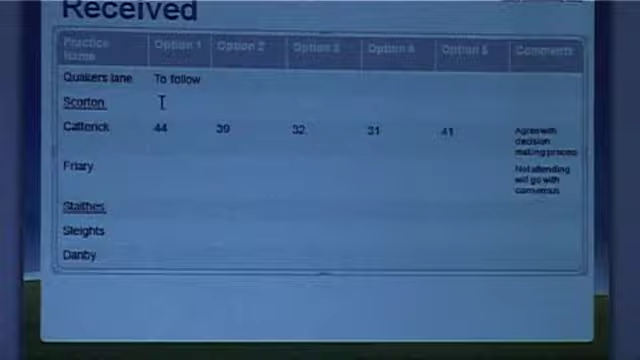 Received
Practice Name Option 1 Option 2 Option 3 Option 4 Option 5 Comments
Quakers lane To follow
Scorton
Catterick 44 39 32 31 41 Agree with decision making process
Friary Not attending will go with consensus
Staithes
Sleights
Danby